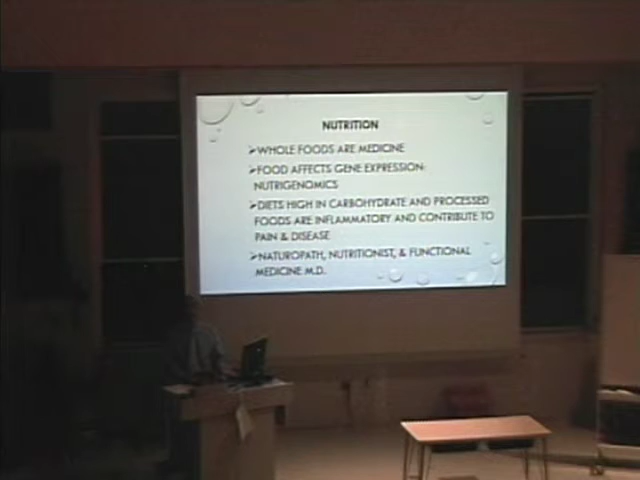 NUTRITION
➢WHOLE FOODS ARE MEDICINE
➢FOOD AFFECTS GENE EXPRESSION-
NUTRIGENOMICS
➢DIETS HIGH IN CARBOHYDRATE AND PROCESSED
FOODS ARE INFLAMMATORY AND CONTRIBUTE TO
PAIN & DISEASE
➢NATUROPATH, NUTRITIONIST, & FUNCTIONAL
MEDICINE M.D.